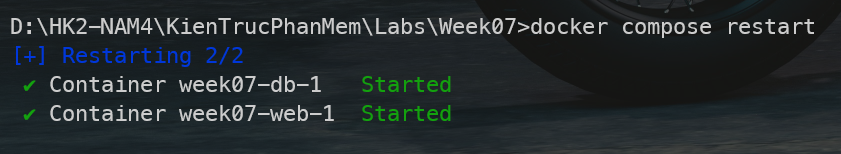 D:\HK2-NAM4\KienTrucPhanMem\Labs\Week07>docker compose restart
[+] Restarting 2/2
✔ Container week07-db-1   Started
✔ Container week07-web-1  Started